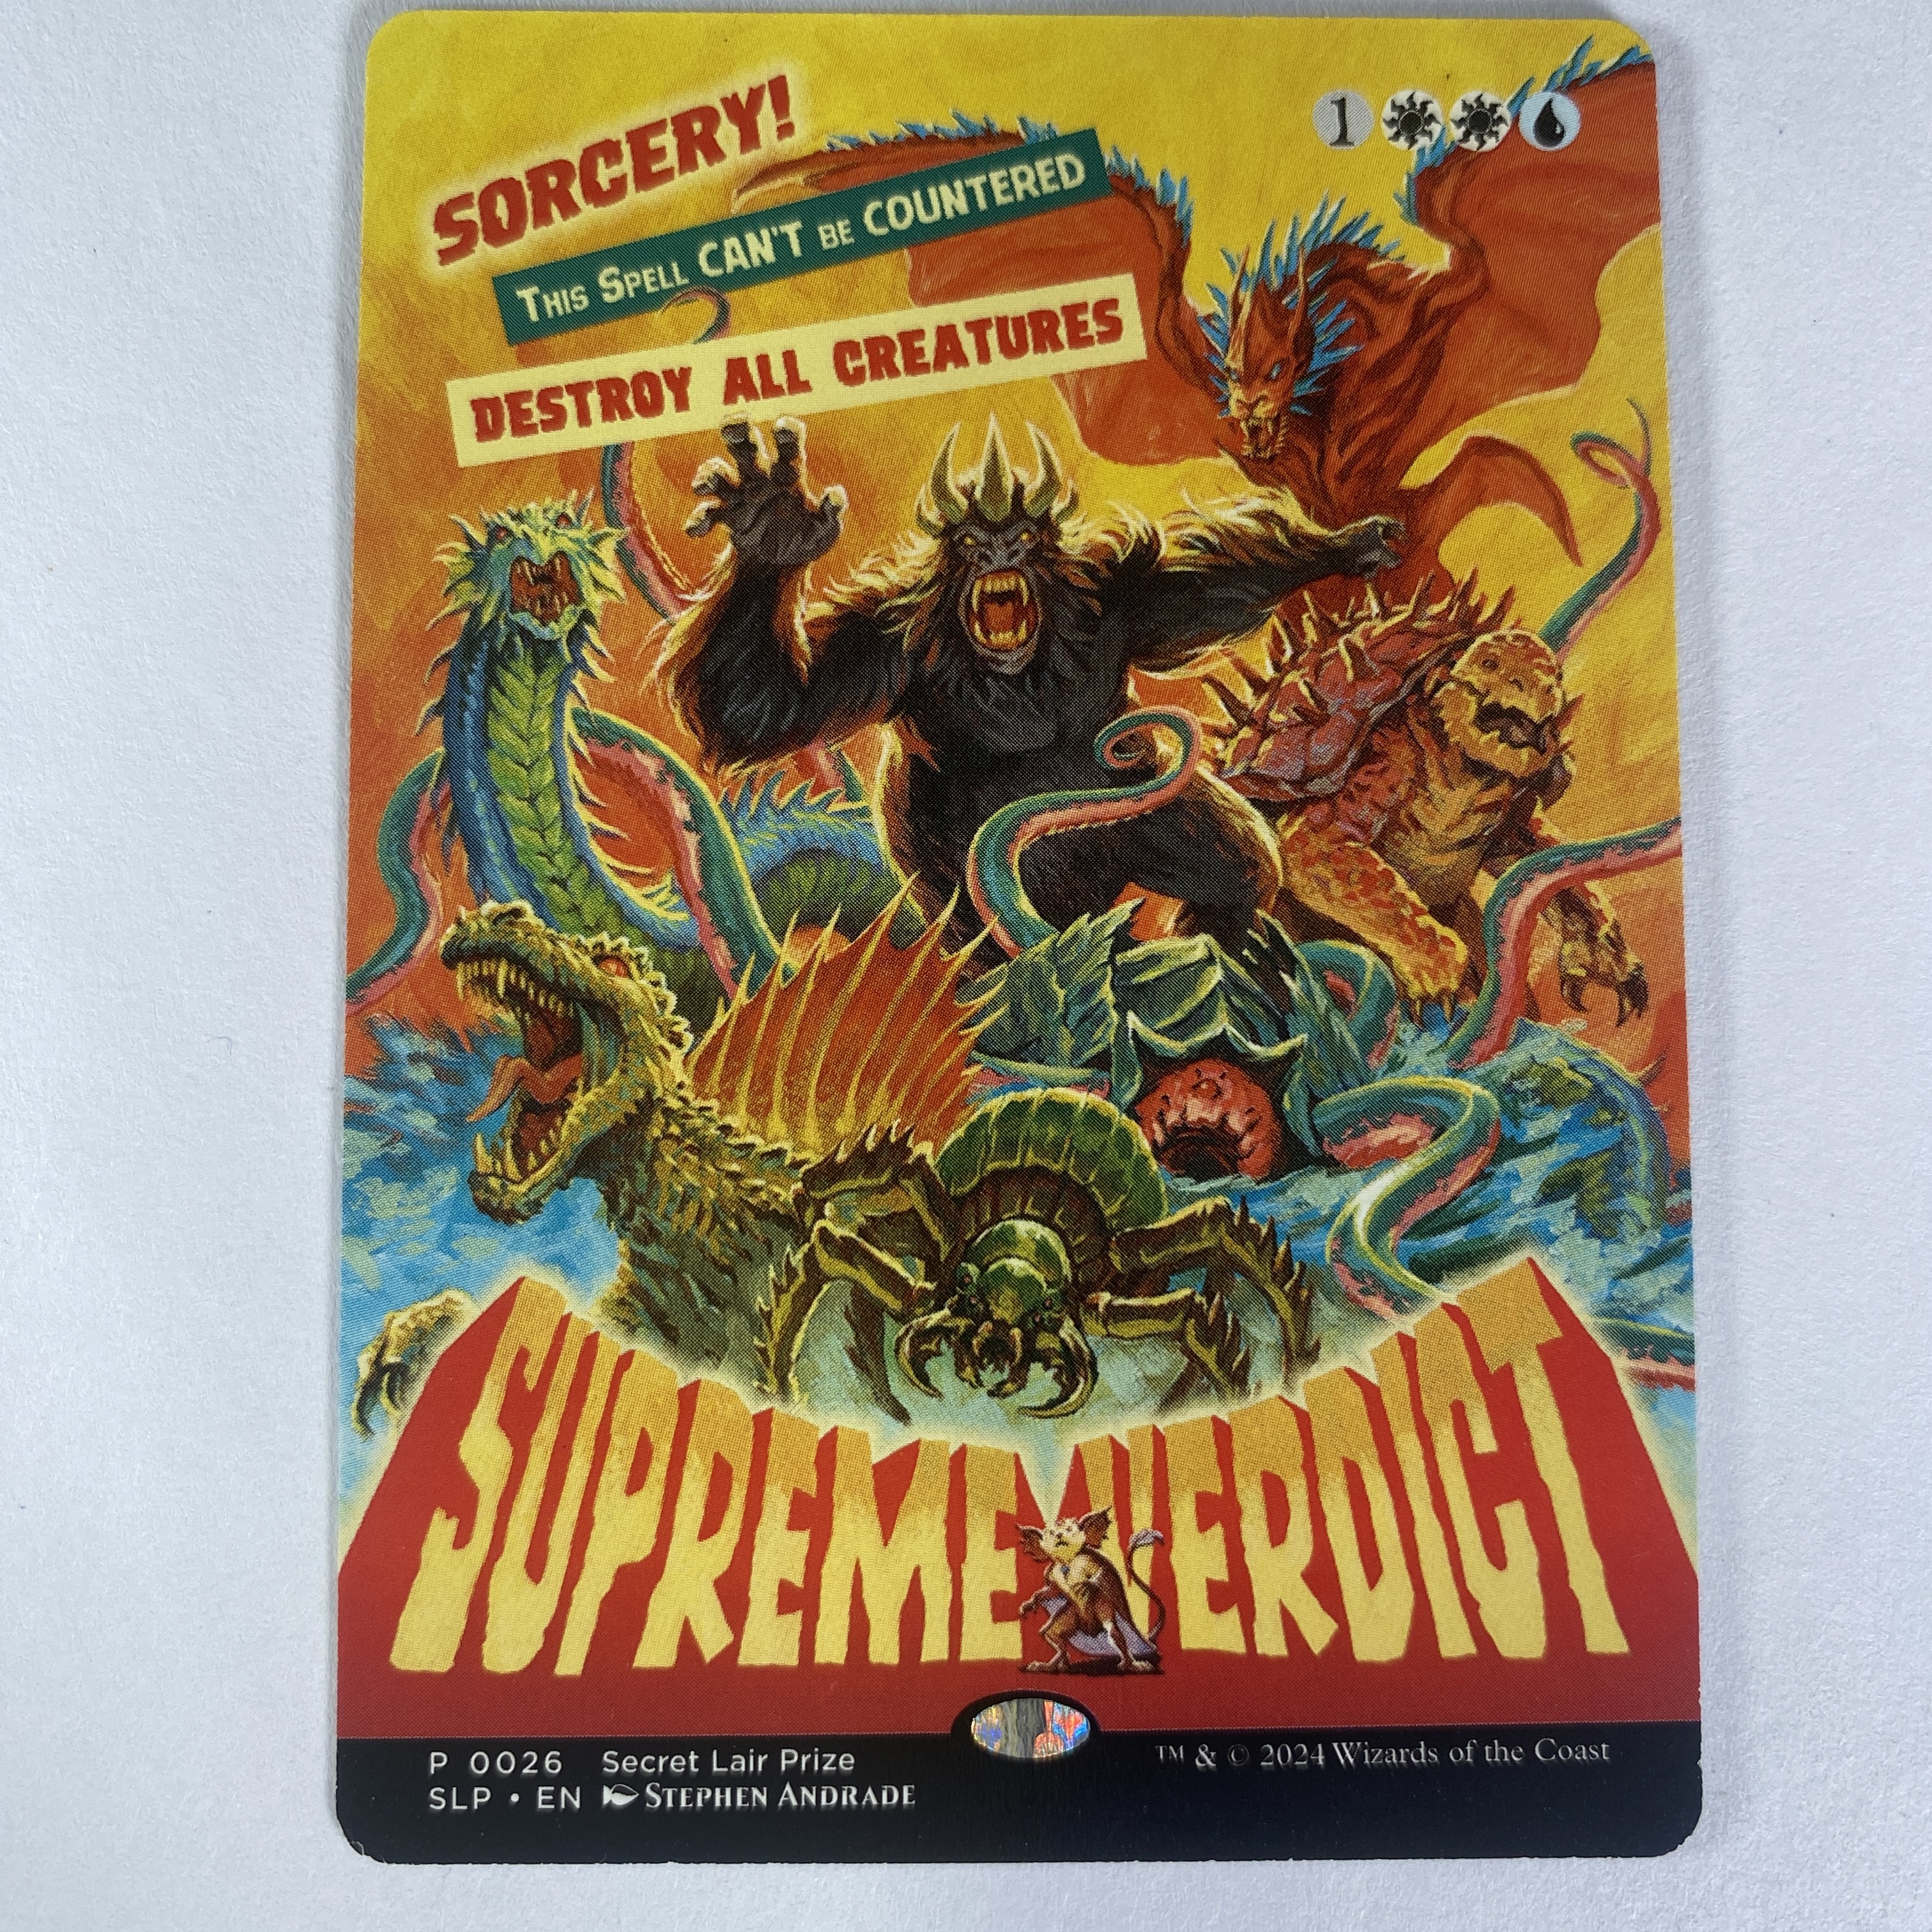 SORCERY!
1
THIS SPELL CAN'T BE COUNTERED
DESTROY ALL CREATURES
SUPREME VERDICT
P 0026 Secret Lair Prize
SLP • EN STEPHEN ANDRADE
™ & © 2024 Wizards of the Coast